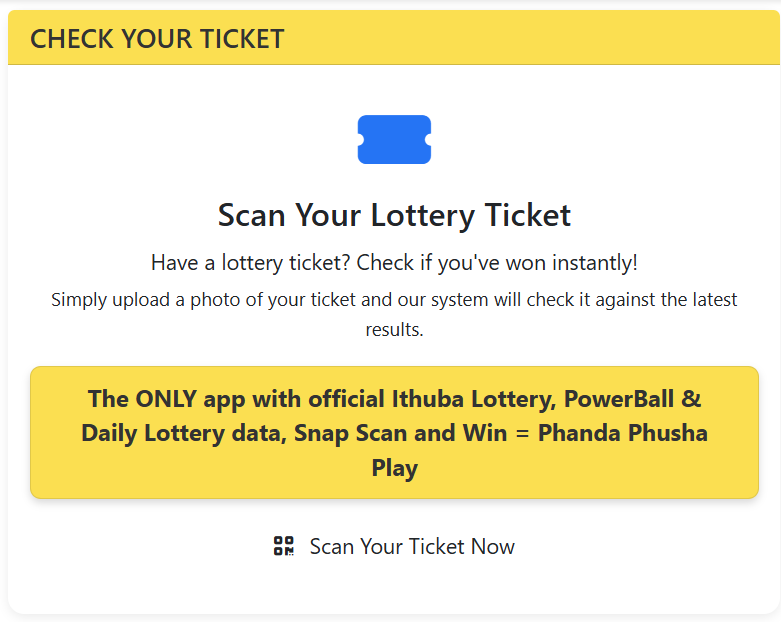 CHECK YOUR TICKET
Scan Your Lottery Ticket
Have a lottery ticket? Check if you've won instantly!
Simply upload a photo of your ticket and our system will check it against the latest
results.
The ONLY app with official Ithuba Lottery, PowerBall &
Daily Lottery data, Snap Scan and Win = Phanda Phusha
Play
Scan Your Ticket Now